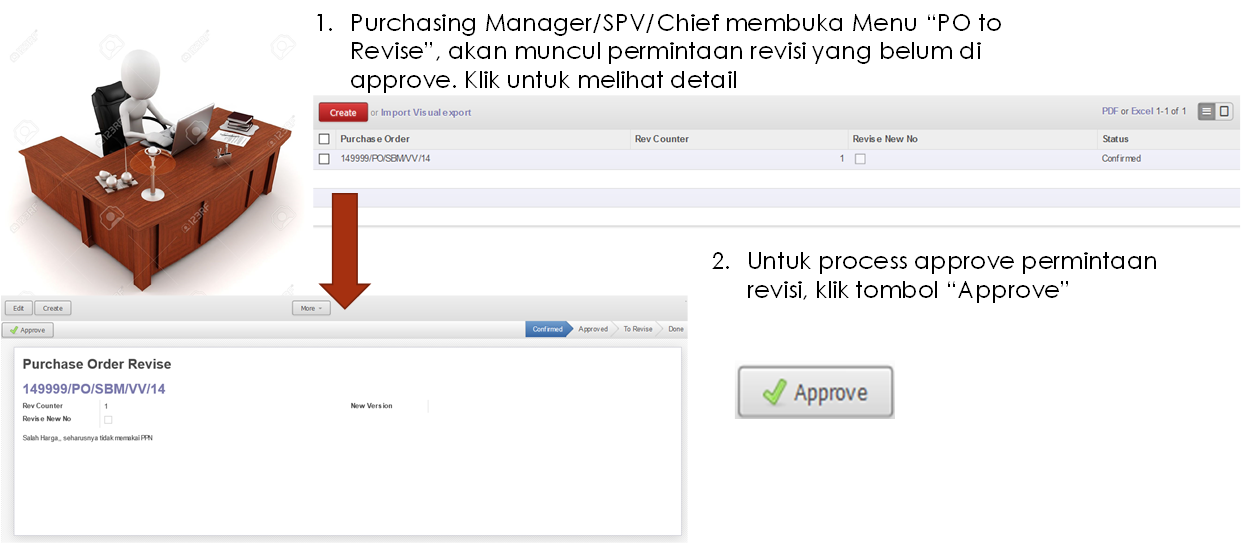 1. Purchasing Manager/SPV/Chief membuka Menu “PO to
Revise”, akan muncul permintaan revisi yang belum di
approve. Klik untuk melihat detail
Create or Import Visual export PDF or Excel 1-1 of 1
Purchase Order Rev Counter Revise New No Status
149999/PO/SBM/VV/14 1 Confirmed
2. Untuk process approve permintaan
revisi, klik tombol “Approve”
Edit Create More
Approve Confirmed Approved To Revise Done
Purchase Order Revise
149999/PO/SBM/VV/14
Rev Counter 1 New Version
Revise New No
Salah Harga,, seharusnya tidak memakai PPN
Approve
123RF